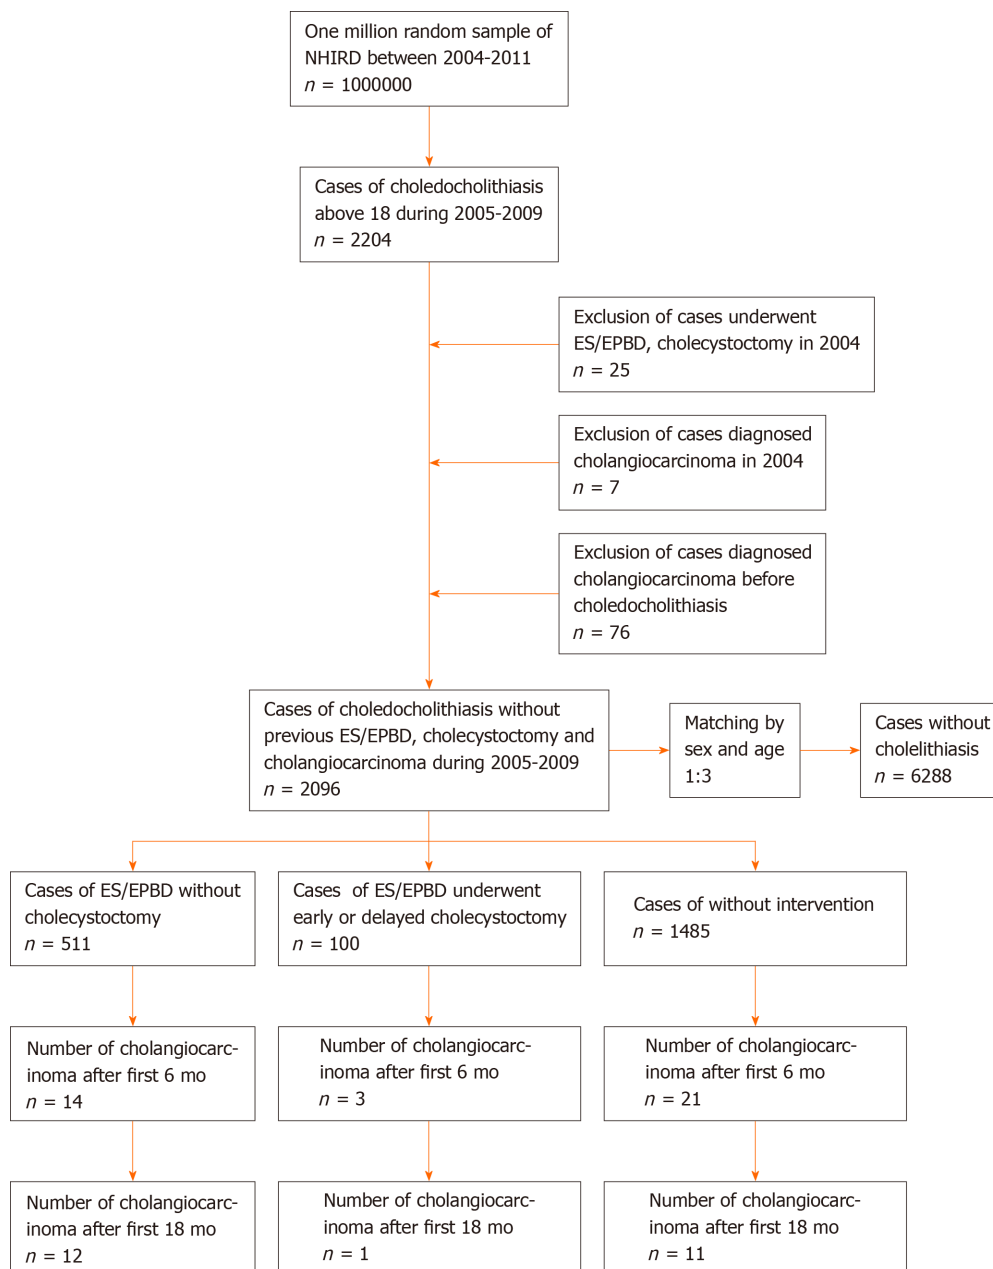 One million random sample of
NHIRD between 2004-2011
n = 1000000
Cases of choledocholithiasis
above 18 during 2005-2009
n = 2204
Exclusion of cases underwent
ES/EPBD, cholecystoctomy in 2004
n = 25
Exclusion of cases diagnosed
cholangiocarcinoma in 2004
n = 7
Exclusion of cases diagnosed
cholangiocarcinoma before
choledocholithiasis
n = 76
Cases of choledocholithiasis without
previous ES/EPBD, cholecystoctomy and
cholangiocarcinoma during 2005-2009
n = 2096
Matching by
sex and age
1:3
Cases without
cholelithiasis
n = 6288
Cases of ES/EPBD without
cholecystoctomy
n = 511
Cases of ES/EPBD underwent
early or delayed cholecystoctomy
n = 100
Cases of without intervention
n = 1485
Number of cholangiocarc-
inoma after first 6 mo
n = 14
Number of cholangiocarc-
inoma after first 6 mo
n = 3
Number of cholangiocarc-
inoma after first 6 mo
n = 21
Number of cholangiocarc-
inoma after first 18 mo
n = 12
Number of cholangiocarc-
inoma after first 18 mo
n = 1
Number of cholangiocarc-
inoma after first 18 mo
n = 11